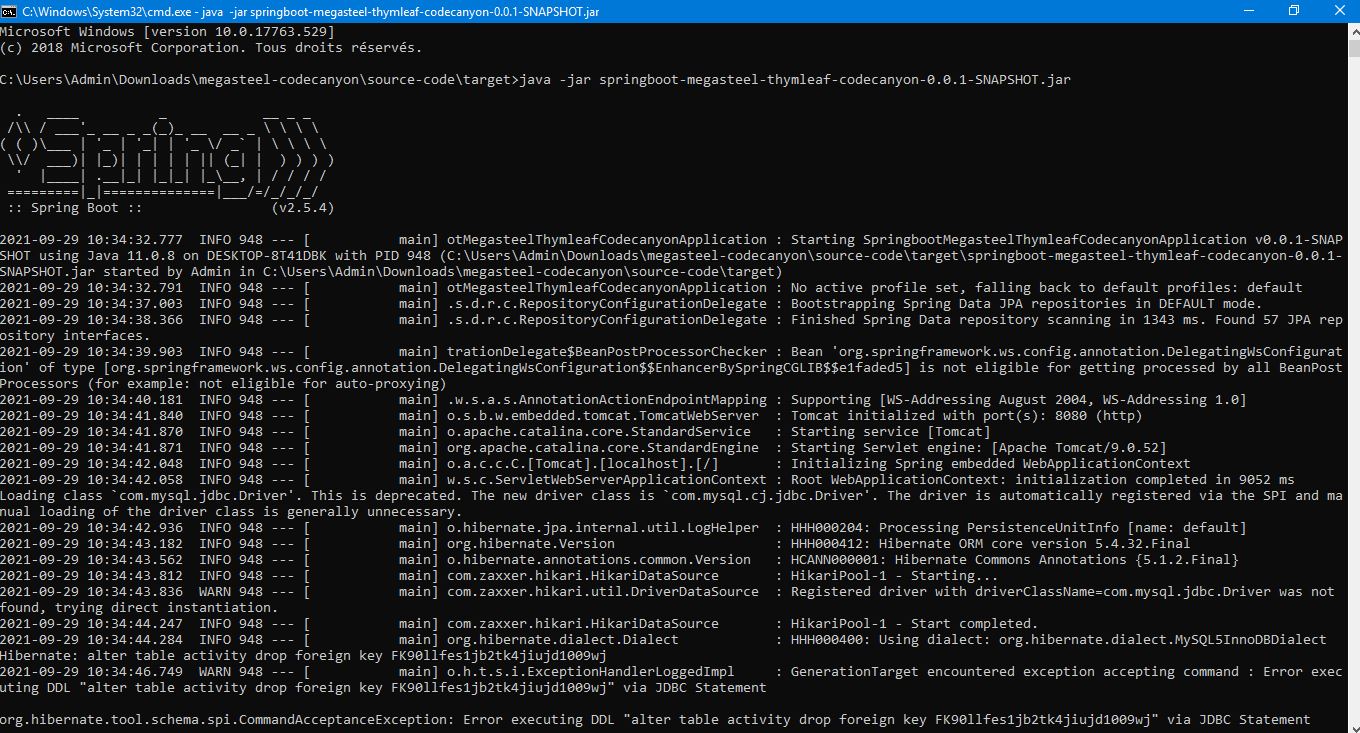 C:\Windows\System32\cmd.exe - java  -jar springboot-megasteel-thymleaf-codecanyon-0.0.1-SNAPSHOT.jar
Microsoft Windows [version 10.0.17763.529]
(c) 2018 Microsoft Corporation. Tous droits réservés.
C:\Users\Admin\Downloads\megasteel-codecanyon\source-code\target>java -jar springboot-megasteel-thymleaf-codecanyon-0.0.1-SNAPSHOT.jar
  .   ____          _            __ _ _
 /\\ / ___'_ __ _ _(_)_ __  __ _ \ \ \ \
( ( )\___ | '_ | '_| | '_ \/ _` | \ \ \ \
 \\/  ___)| |_)| | | | | || (_| |  ) ) ) )
  '  |____| .__|_| |_|_| |_\__, | / / / /
 =========|_|==============|___/=/_/_/_/
 :: Spring Boot ::                (v2.5.4)
2021-09-29 10:34:32.777  INFO 948 --- [           main] otMegasteelThymleafCodecanyonApplication : Starting SpringbootMegasteelThymleafCodecanyonApplication v0.0.1-SNAP
SHOT using Java 11.0.8 on DESKTOP-8T41DBK with PID 948 (C:\Users\Admin\Downloads\megasteel-codecanyon\source-code\target\springboot-megasteel-thymleaf-codecanyon-0.0.1-
SNAPSHOT.jar started by Admin in C:\Users\Admin\Downloads\megasteel-codecanyon\source-code\target)
2021-09-29 10:34:32.791  INFO 948 --- [           main] otMegasteelThymleafCodecanyonApplication : No active profile set, falling back to default profiles: default
2021-09-29 10:34:37.003  INFO 948 --- [           main] .s.d.r.c.RepositoryConfigurationDelegate : Bootstrapping Spring Data JPA repositories in DEFAULT mode.
2021-09-29 10:34:38.366  INFO 948 --- [           main] .s.d.r.c.RepositoryConfigurationDelegate : Finished Spring Data repository scanning in 1343 ms. Found 57 JPA rep
ository interfaces.
2021-09-29 10:34:39.903  INFO 948 --- [           main] trationDelegate$BeanPostProcessorChecker : Bean 'org.springframework.ws.config.annotation.DelegatingWsConfigurat
ion' of type [org.springframework.ws.config.annotation.DelegatingWsConfiguration$$EnhancerBySpringCGLIB$$e1faded5] is not eligible for getting processed by all BeanPost
Processors (for example: not eligible for auto-proxying)
2021-09-29 10:34:40.181  INFO 948 --- [           main] .w.s.a.s.AnnotationActionEndpointMapping : Supporting [WS-Addressing August 2004, WS-Addressing 1.0]
2021-09-29 10:34:41.840  INFO 948 --- [           main] o.s.b.w.embedded.tomcat.TomcatWebServer  : Tomcat initialized with port(s): 8080 (http)
2021-09-29 10:34:41.870  INFO 948 --- [           main] o.apache.catalina.core.StandardService   : Starting service [Tomcat]
2021-09-29 10:34:41.871  INFO 948 --- [           main] org.apache.catalina.core.StandardEngine  : Starting Servlet engine: [Apache Tomcat/9.0.52]
2021-09-29 10:34:42.048  INFO 948 --- [           main] o.a.c.c.C.[Tomcat].[localhost].[/]       : Initializing Spring embedded WebApplicationContext
2021-09-29 10:34:42.058  INFO 948 --- [           main] w.s.c.ServletWebServerApplicationContext : Root WebApplicationContext: initialization completed in 9052 ms
Loading class `com.mysql.jdbc.Driver'. This is deprecated. The new driver class is `com.mysql.cj.jdbc.Driver'. The driver is automatically registered via the SPI and ma
nual loading of the driver class is generally unnecessary.
2021-09-29 10:34:42.936  INFO 948 --- [           main] o.hibernate.jpa.internal.util.LogHelper  : HHH000204: Processing PersistenceUnitInfo [name: default]
2021-09-29 10:34:43.182  INFO 948 --- [           main] org.hibernate.Version                    : HHH000412: Hibernate ORM core version 5.4.32.Final
2021-09-29 10:34:43.562  INFO 948 --- [           main] o.hibernate.annotations.common.Version   : HCANN000001: Hibernate Commons Annotations {5.1.2.Final}
2021-09-29 10:34:43.812  INFO 948 --- [           main] com.zaxxer.hikari.HikariDataSource       : HikariPool-1 - Starting...
2021-09-29 10:34:43.836  WARN 948 --- [           main] com.zaxxer.hikari.util.DriverDataSource  : Registered driver with driverClassName=com.mysql.jdbc.Driver was not
found, trying direct instantiation.
2021-09-29 10:34:44.247  INFO 948 --- [           main] com.zaxxer.hikari.HikariDataSource       : HikariPool-1 - Start completed.
2021-09-29 10:34:44.284  INFO 948 --- [           main] org.hibernate.dialect.Dialect            : HHH000400: Using dialect: org.hibernate.dialect.MySQL5InnoDBDialect
Hibernate: alter table activity drop foreign key FK90llfes1jb2tk4jiujd1009wj
2021-09-29 10:34:46.749  WARN 948 --- [           main] o.h.t.s.i.ExceptionHandlerLoggedImpl     : GenerationTarget encountered exception accepting command : Error exec
uting DDL "alter table activity drop foreign key FK90llfes1jb2tk4jiujd1009wj" via JDBC Statement
org.hibernate.tool.schema.spi.CommandAcceptanceException: Error executing DDL "alter table activity drop foreign key FK90llfes1jb2tk4jiujd1009wj" via JDBC Statement